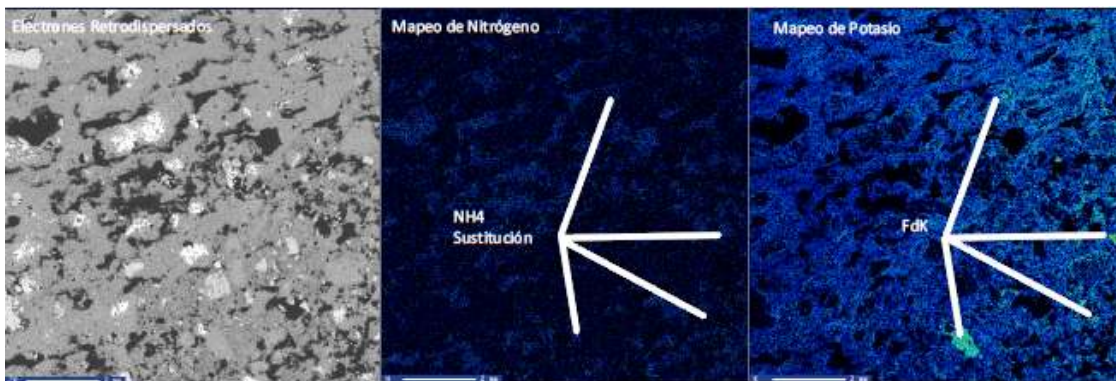 Electrones Retrodispersados
Mapeo de Nitrógeno
Mapeo de Potasio
NH4
Sustitución
FdK